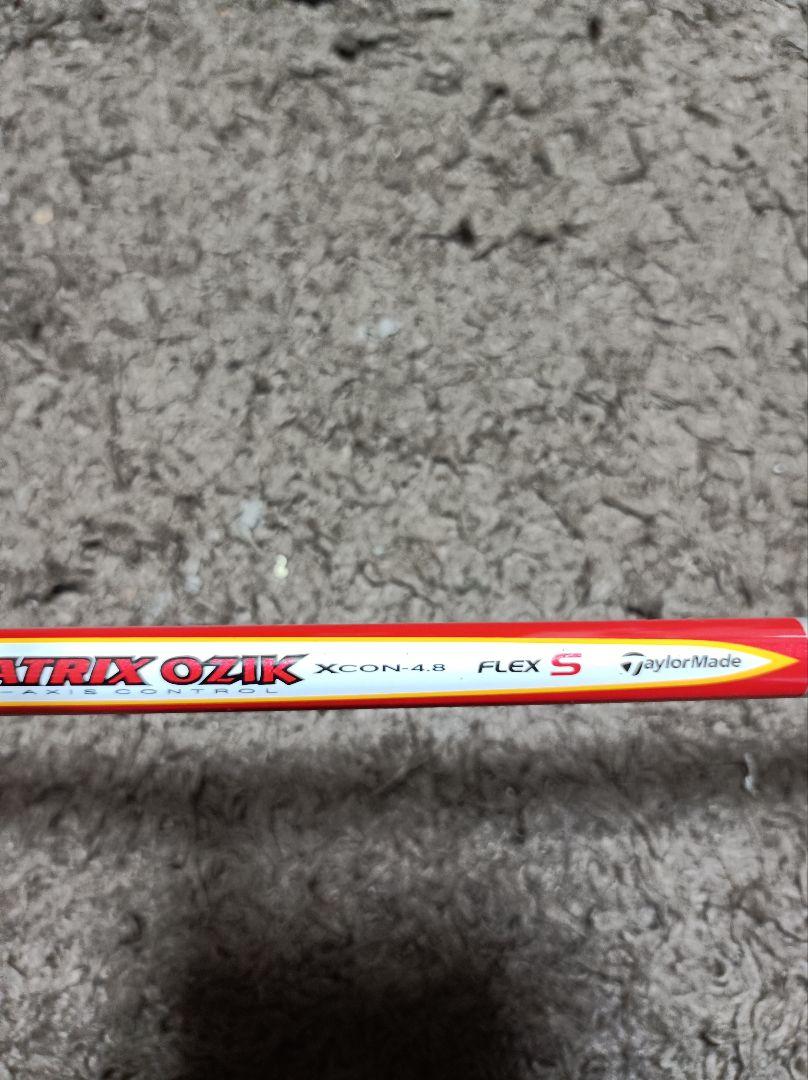 ATRIX OZIK XCON-4.8 FLEX S TaylorMade
-AXIS CONTROL